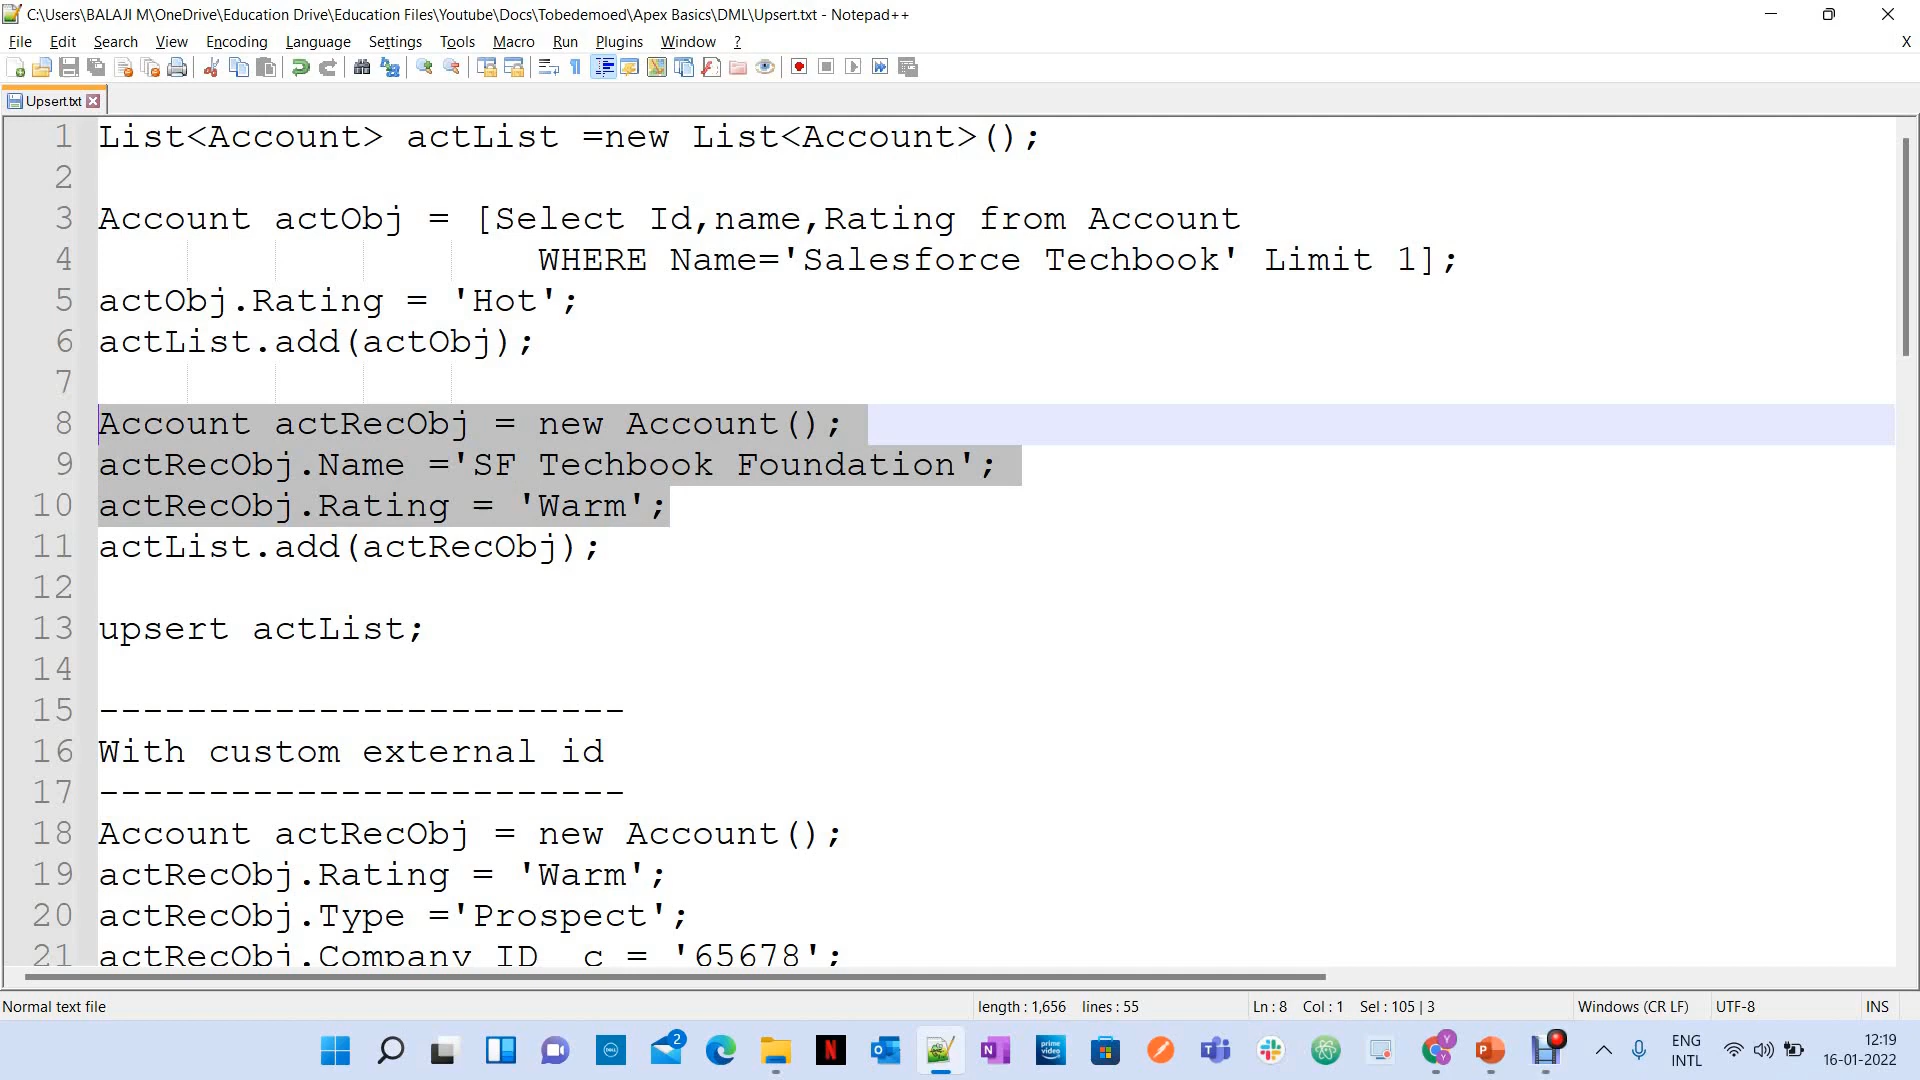 C:\Users\BALAJI M\OneDrive\Education Drive\Education Files\Youtube\Docs\Tobedemoed\Apex Basics\DML\Upsert.txt - Notepad++
File Edit Search View Encoding Language Settings Tools Macro Run Plugins Window ? X
Upsert.txt
1 List<Account> actList =new List<Account>();
2
3 Account actObj = [Select Id,name,Rating from Account
4 WHERE Name='Salesforce Techbook' Limit 1];
5 actObj.Rating = 'Hot';
6 actList.add(actObj);
7
8 Account actRecObj = new Account();
9 actRecObj.Name ='SF Techbook Foundation';
10 actRecObj.Rating = 'Warm';
11 actList.add(actRecObj);
12
13 upsert actList;
14
15 ------------------------
16 With custom external id
17 ------------------------
18 Account actRecObj = new Account();
19 actRecObj.Rating = 'Warm';
20 actRecObj.Type ='Prospect';
21 actRecObj.Company_ID__c = '65678';
Normal text file length : 1,656 lines : 55 Ln : 8 Col : 1 Sel : 105 | 3 Windows (CR LF) UTF-8 INS
2
prime video
ENG
INTL
12:19
16-01-2022